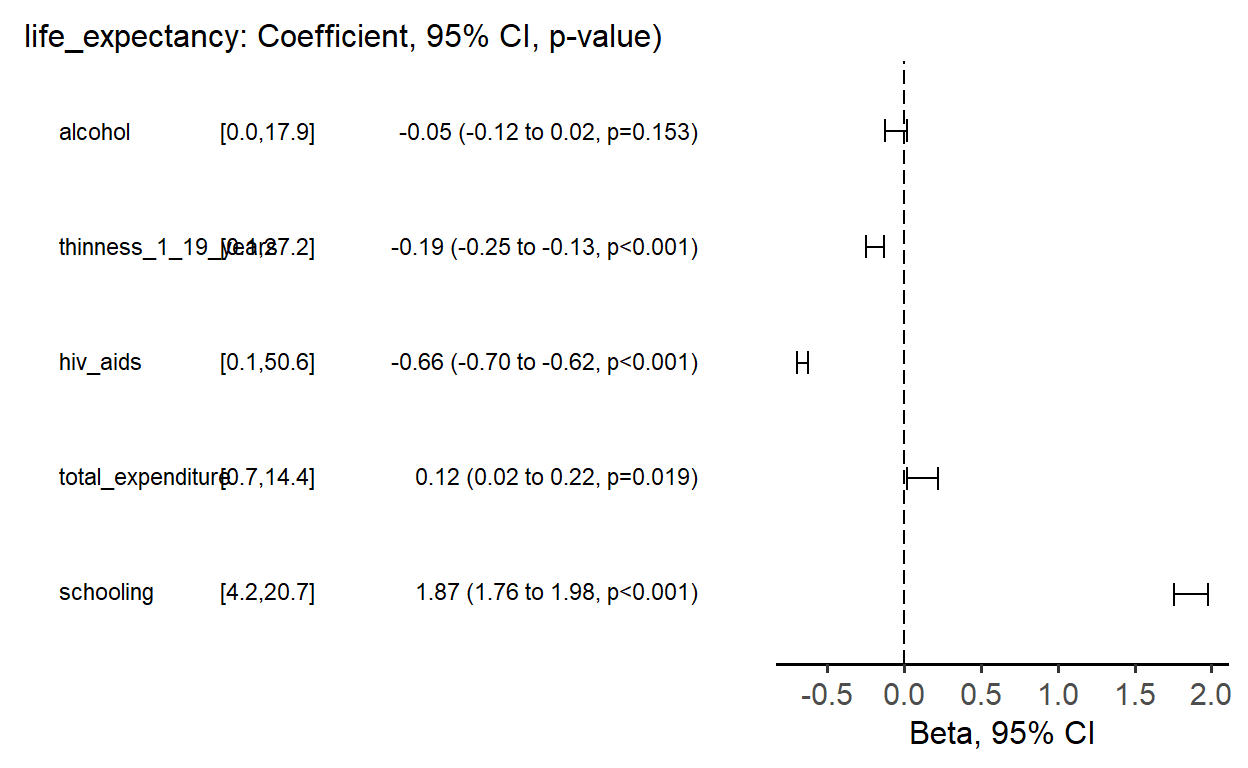 life_expectancy: Coefficient, 95% CI, p-value)
alcohol [0.0,17.9] -0.05 (-0.12 to 0.02, p=0.153)
thinness_1_19_years [0.1,27.2] -0.19 (-0.25 to -0.13, p<0.001)
hiv_aids [0.1,50.6] -0.66 (-0.70 to -0.62, p<0.001)
total_expenditure [0.7,14.4] 0.12 (0.02 to 0.22, p=0.019)
schooling [4.2,20.7] 1.87 (1.76 to 1.98, p<0.001)
-0.5 0.0 0.5 1.0 1.5 2.0
Beta, 95% CI